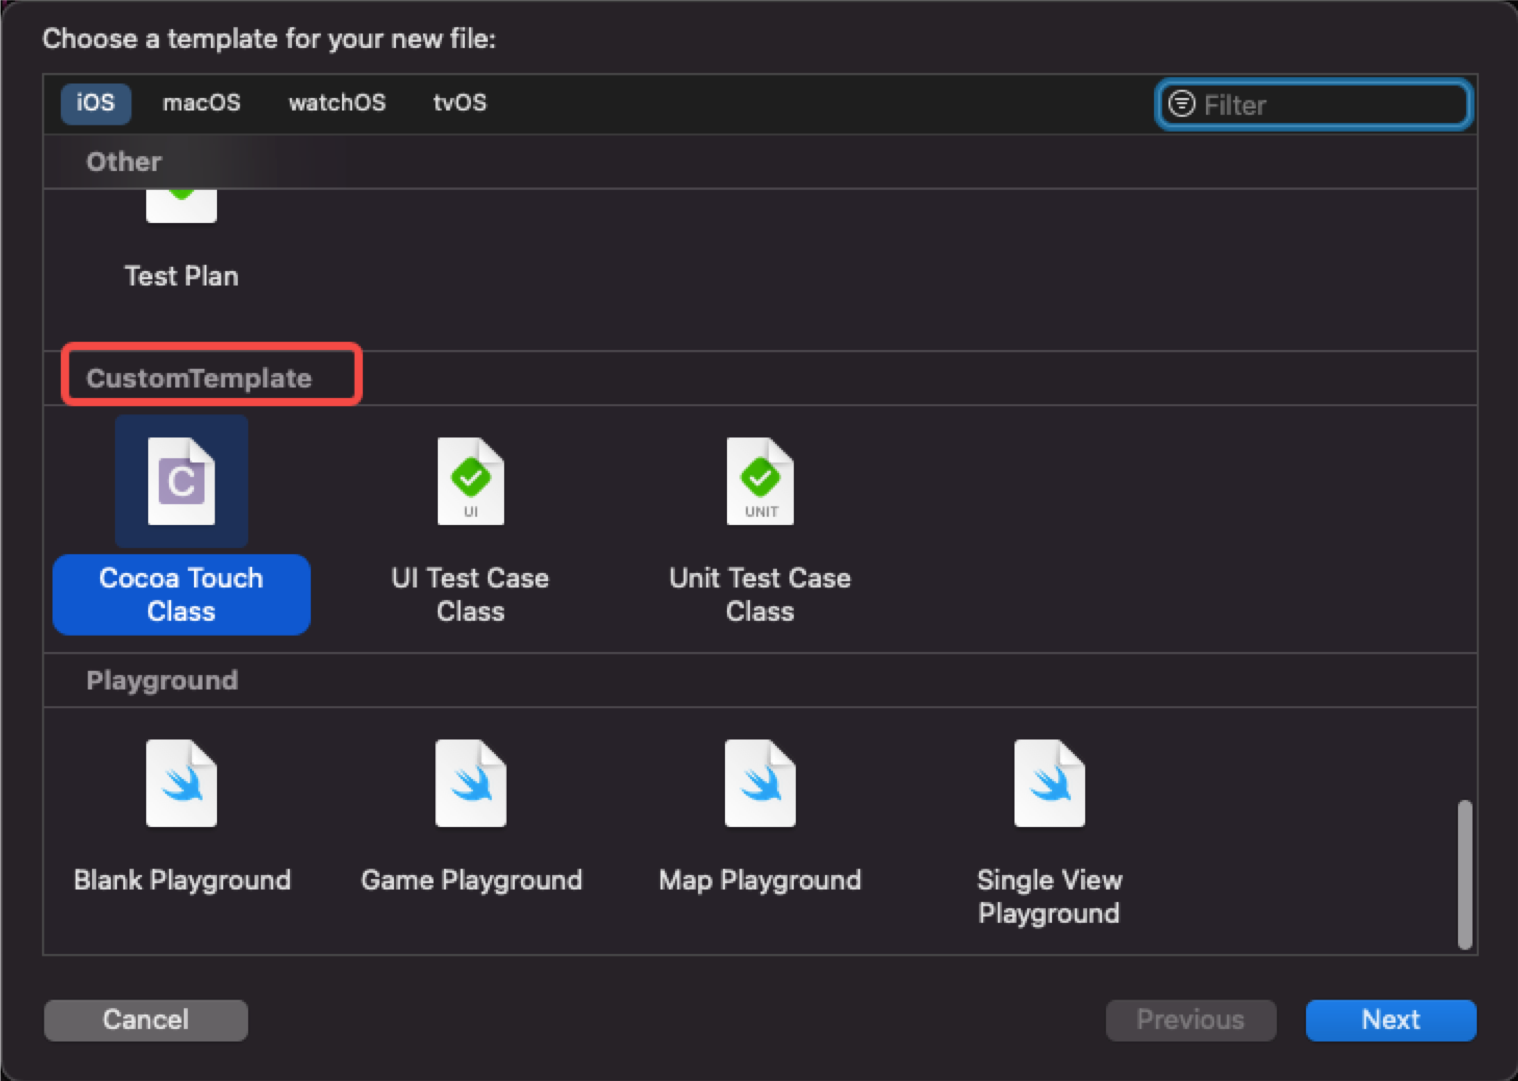 Choose a template for your new file:
iOS macOS watchOS tvOS Filter
Other
Test Plan
CustomTemplate
C
UI
UNIT
Cocoa Touch
Class
UI Test Case
Class
Unit Test Case
Class
Playground
Blank Playground
Game Playground
Map Playground
Single View
Playground
Cancel
Previous
Next